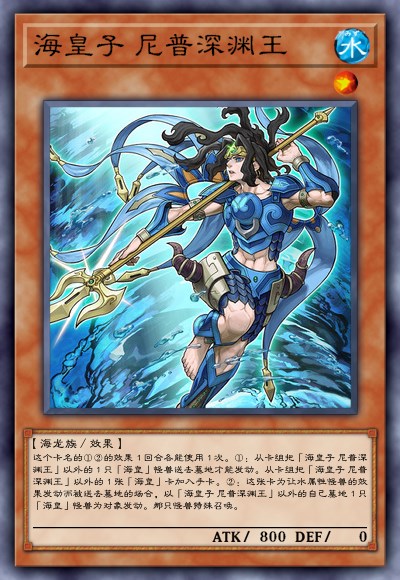 海皇子 尼普深渊王
水
【海龙族/效果】
这个卡名的①②的效果1回合各能使用1次。①：从卡组把「海皇子 尼普深
渊王」以外的1只「海皇」怪兽送去墓地才能发动。从卡组把「海皇子 尼普深
渊王」以外的1张「海皇」卡加入手卡。②：这张卡为让水属性怪兽的效
果发动而被送去墓地的场合，以「海皇子 尼普深渊王」以外的自己墓地1只
「海皇」怪兽为对象发动。那只怪兽特殊召唤。
ATK/ 800 DEF/ 0